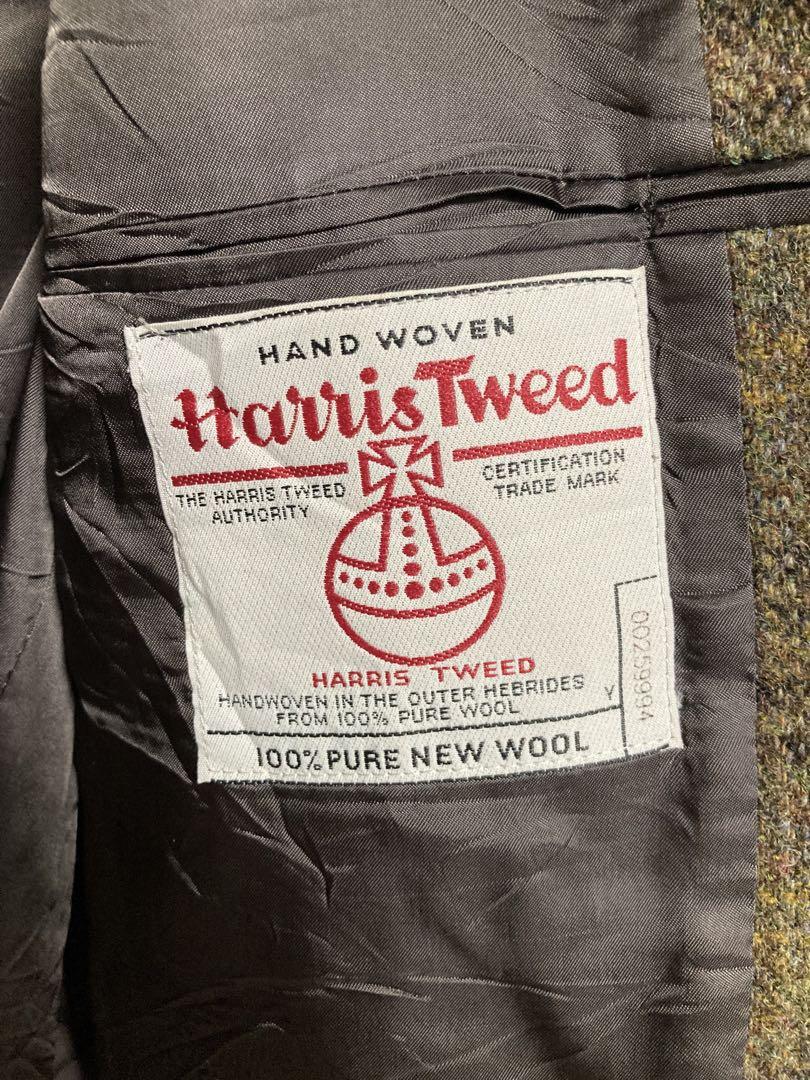 HAND WOVEN
Harris Tweed
THE HARRIS TWEED
AUTHORITY
CERTIFICATION
TRADE MARK
HARRIS TWEED
HANDWOVEN IN THE OUTER HEBRIDES
FROM 100% PURE WOOL
Y
00259994
100% PURE NEW WOOL